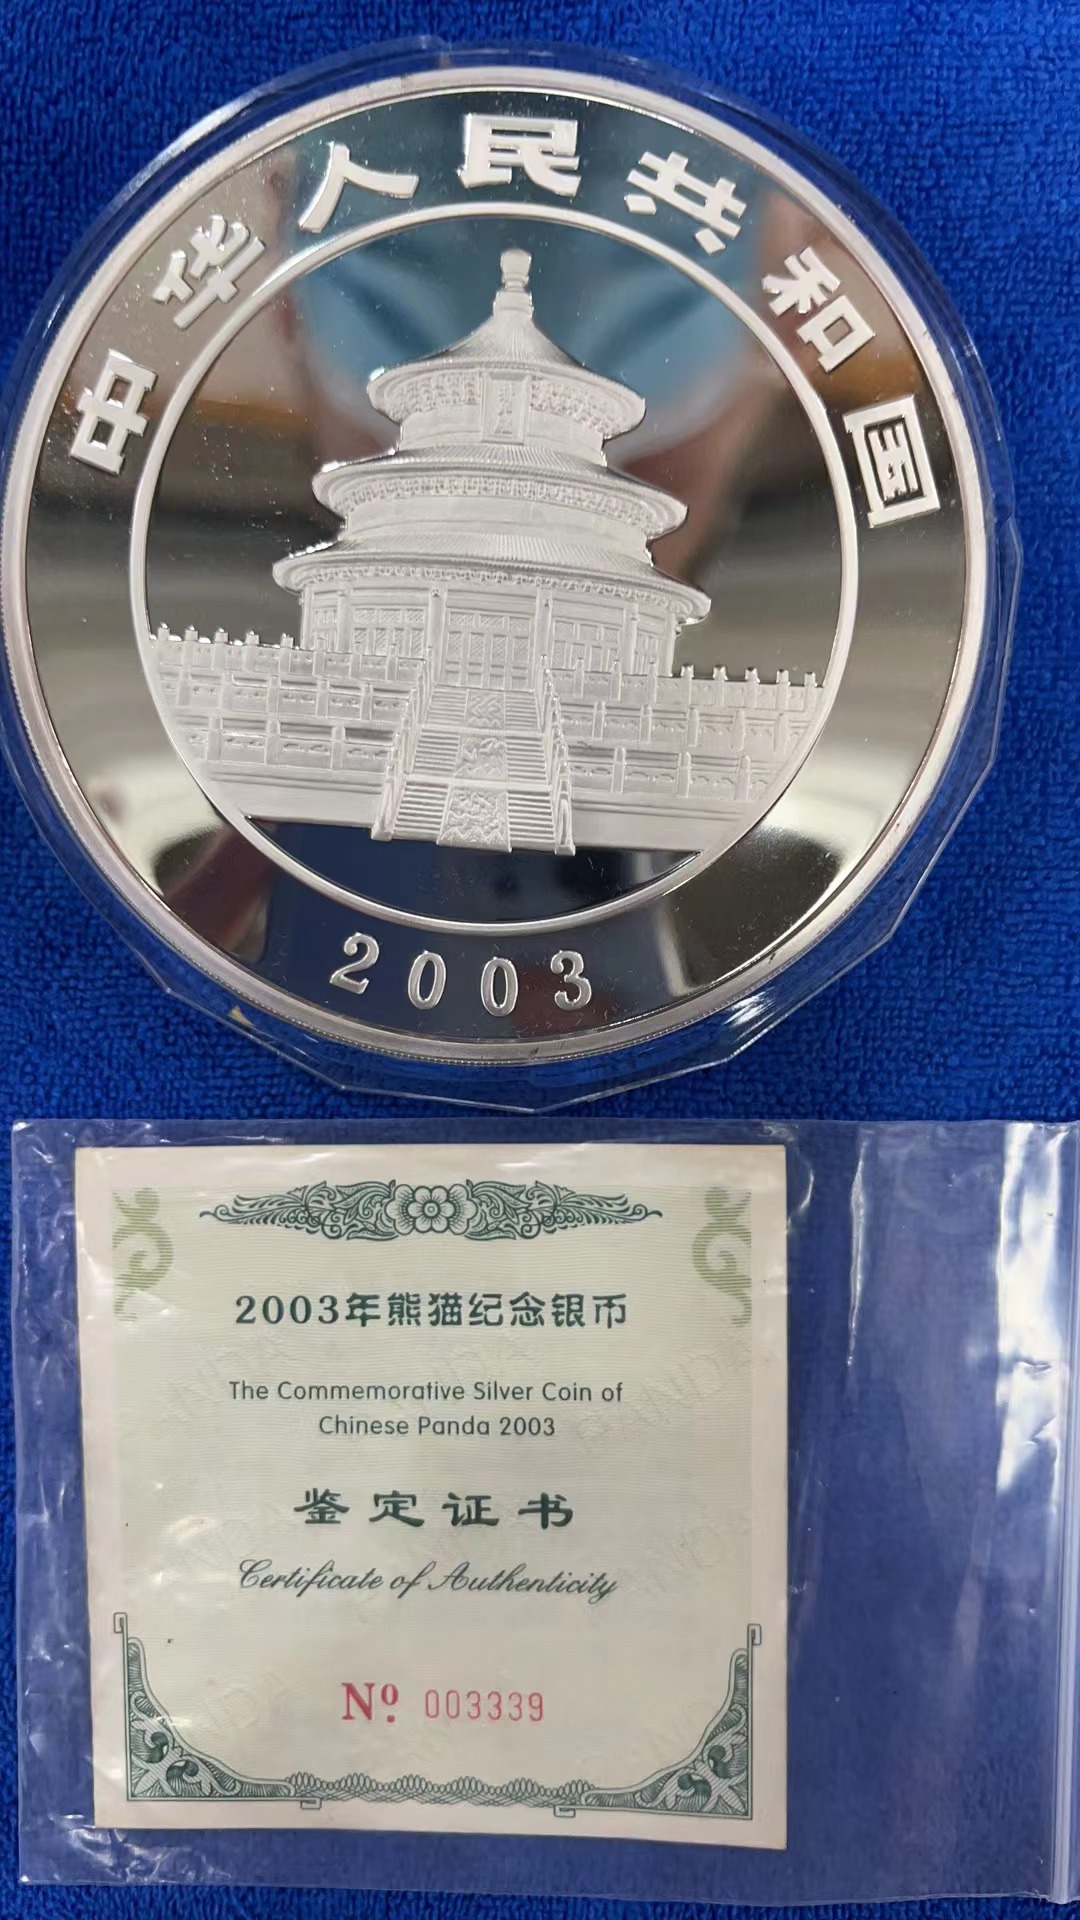 中华人民共和国
2003
2003年熊猫纪念银币
The Commemorative Silver Coin of
Chinese Panda 2003
鉴定证书
Certificate of Authenticity
Nº 003339